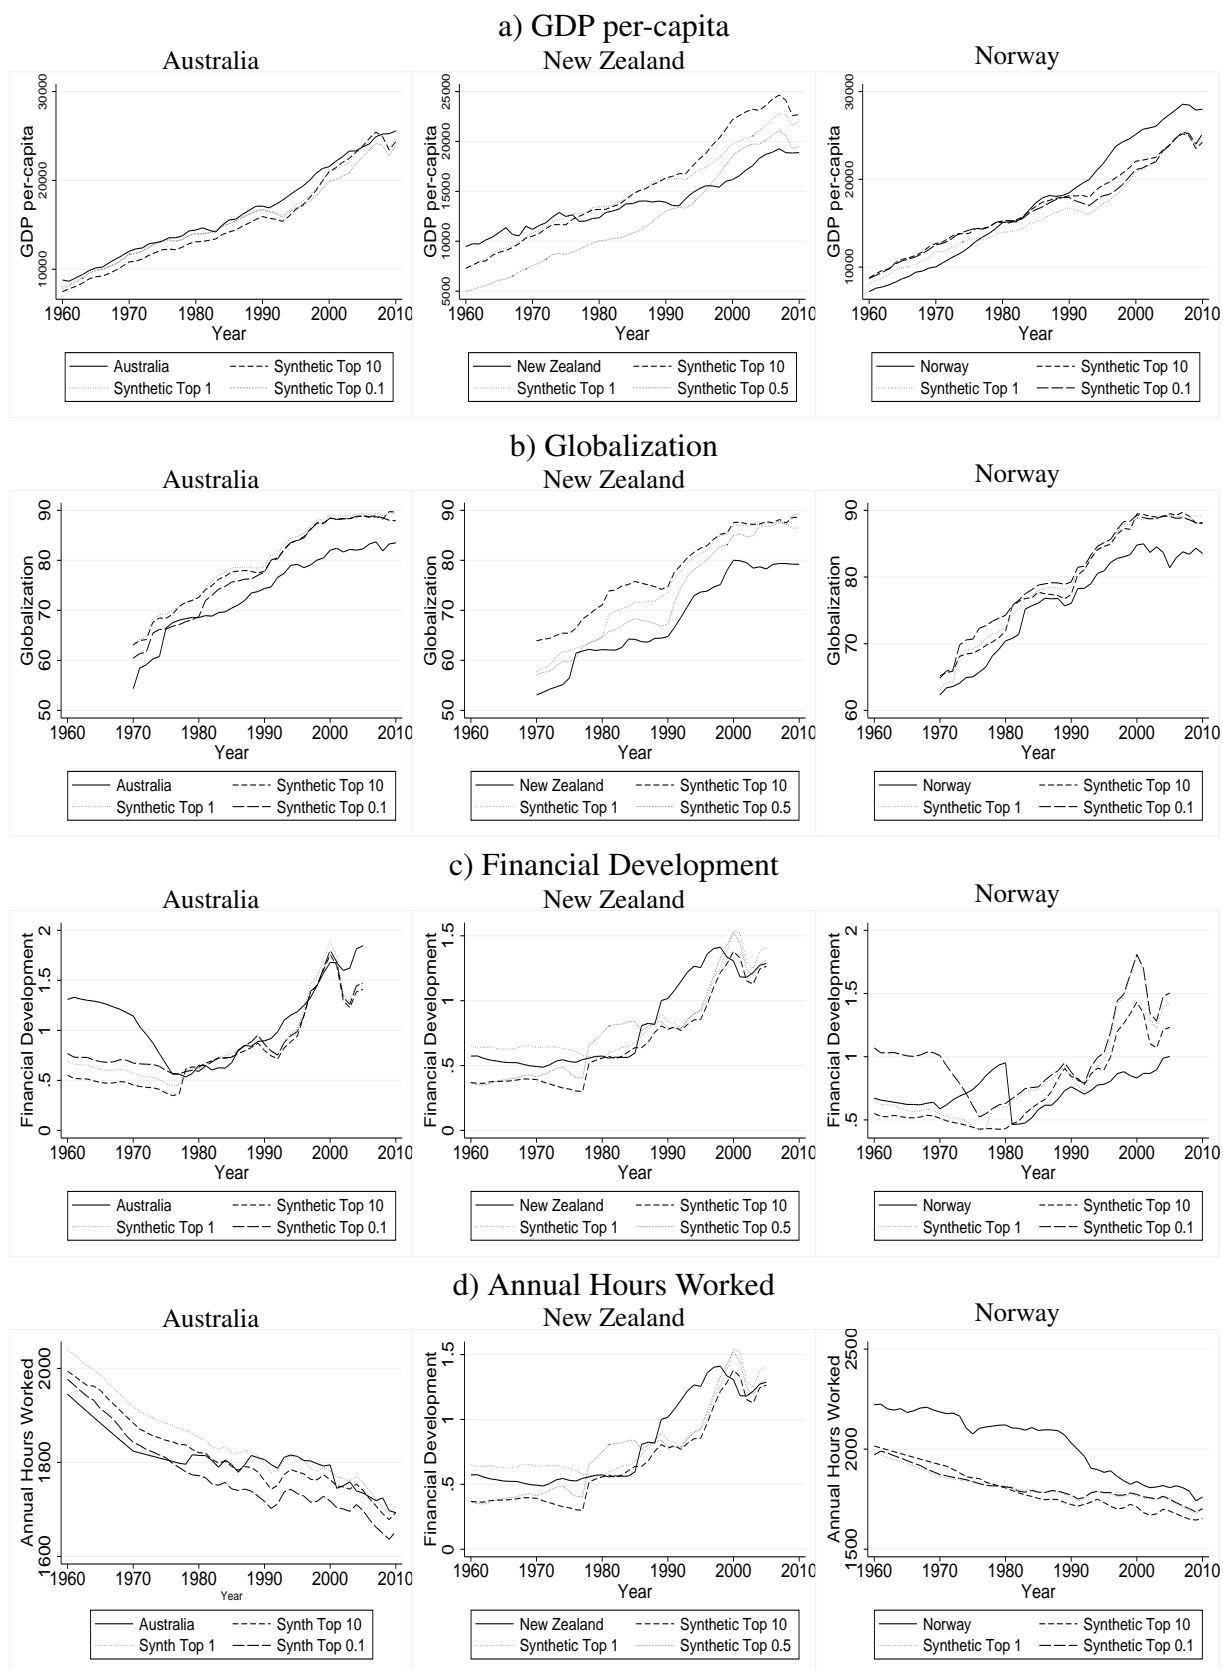 a) GDP per-capita
Australia
New Zealand
Norway
GDP per-capita
10000 20000 30000
1960 1970 1980 1990 2000 2010
Year
Australia Synthetic Top 10
Synthetic Top 1 Synthetic Top 0.1
GDP per-capita
5000 10000 15000 20000 25000
1960 1970 1980 1990 2000 2010
Year
New Zealand Synthetic Top 10
Synthetic Top 1 Synthetic Top 0.5
GDP per-capita
10000 20000 30000
1960 1970 1980 1990 2000 2010
Year
Norway Synthetic Top 10
Synthetic Top 1 Synthetic Top 0.1
b) Globalization
Australia
New Zealand
Norway
Globalization
50 60 70 80 90
1960 1970 1980 1990 2000 2010
Year
Australia Synthetic Top 10
Synthetic Top 1 Synthetic Top 0.1
Globalization
50 60 70 80 90
1960 1970 1980 1990 2000 2010
Year
New Zealand Synthetic Top 10
Synthetic Top 1 Synthetic Top 0.5
Globalization
60 70 80 90
1960 1970 1980 1990 2000 2010
Year
Norway Synthetic Top 10
Synthetic Top 1 Synthetic Top 0.1
c) Financial Development
Australia
New Zealand
Norway
Financial Development
0 .5 1 1.5 2
1960 1970 1980 1990 2000 2010
Year
Australia Synthetic Top 10
Synthetic Top 1 Synthetic Top 0.1
Financial Development
0 .5 1 1.5
1960 1970 1980 1990 2000 2010
Year
New Zealand Synthetic Top 10
Synthetic Top 1 Synthetic Top 0.5
Financial Development
.5 1 1.5 2
1960 1970 1980 1990 2000 2010
Year
Norway Synthetic Top 10
Synthetic Top 1 Synthetic Top 0.1
d) Annual Hours Worked
Australia
New Zealand
Norway
Annual Hours Worked
1600 1800 2000
1960 1970 1980 1990 2000 2010
Year
Australia Synth Top 10
Synth Top 1 Synth Top 0.1
Financial Development
0 .5 1 1.5
1960 1970 1980 1990 2000 2010
Year
New Zealand Synthetic Top 10
Synthetic Top 1 Synthetic Top 0.5
Annual Hours Worked
1500 2000 2500
1960 1970 1980 1990 2000 2010
Year
Norway Synthetic Top 10
Synthetic Top 1 Synthetic Top 0.1